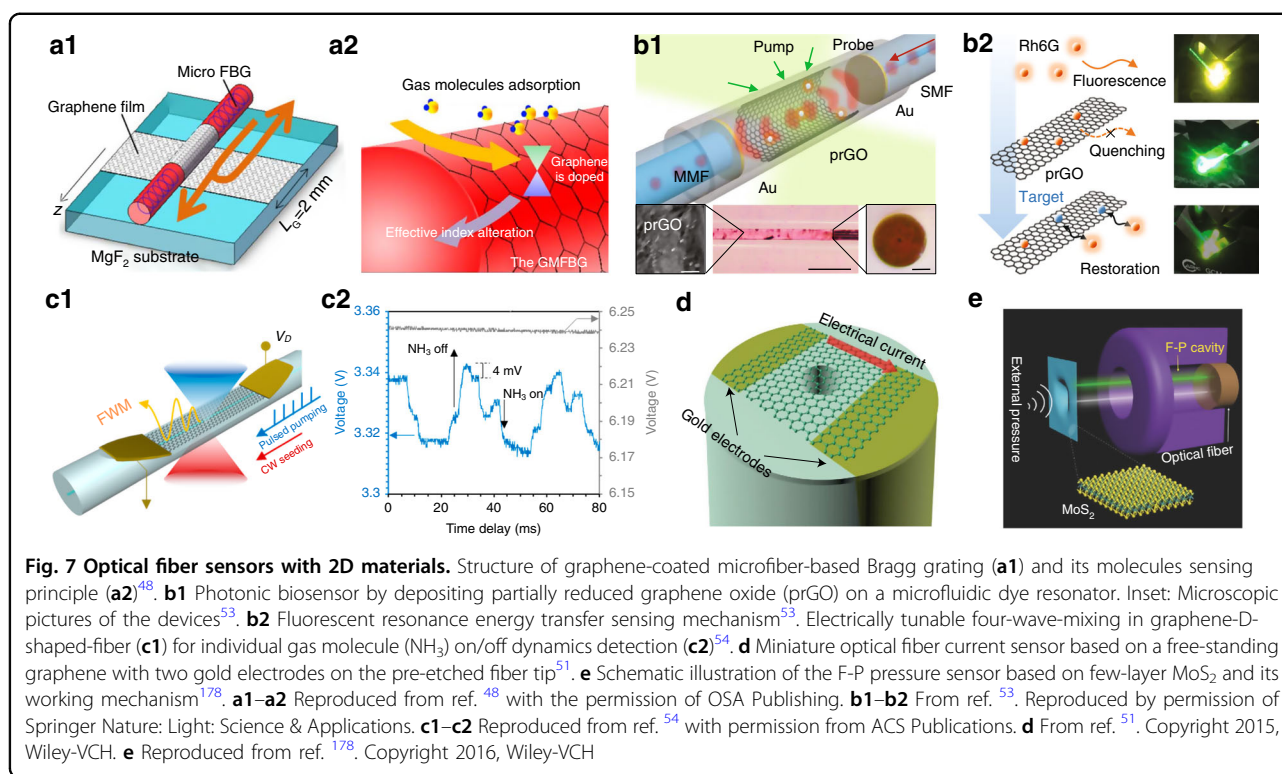 a1
Micro FBG
Graphene film
z
L_G=2 mm
MgF₂ substrate
a2
Gas molecules adsorption
Graphene
is doped
Effective index alteration
The GMFBG
b1
Pump
Probe
SMF
Au
prGO
MMF
Au
prGO
b2
Rh6G
Fluorescence
Quenching
prGO
Target
Restoration
c1
V_D
FWM
Pulsed pumping
CW seeding
c2
3.36
3.34
3.32
3.3
Voltage (V)
NH₃ off
4 mV
NH₃ on
6.25
6.23
6.21
6.19
6.17
6.15
Voltage (V)
0 20 40 60 80
Time delay (ms)
d
Electrical current
Gold electrodes
e
External pressure
F-P cavity
Optical fiber
MoS₂
Fig. 7 Optical fiber sensors with 2D materials. Structure of graphene-coated microfiber-based Bragg grating (a1) and its molecules sensing
principle (a2)⁴⁸. b1 Photonic biosensor by depositing partially reduced graphene oxide (prGO) on a microfluidic dye resonator. Inset: Microscopic
pictures of the devices⁵³. b2 Fluorescent resonance energy transfer sensing mechanism⁵³. Electrically tunable four-wave-mixing in graphene-D-
shaped-fiber (c1) for individual gas molecule (NH₃) on/off dynamics detection (c2)⁵⁴. d Miniature optical fiber current sensor based on a free-standing
graphene with two gold electrodes on the pre-etched fiber tip⁵¹. e Schematic illustration of the F-P pressure sensor based on few-layer MoS₂ and its
working mechanism¹⁷⁸. a1–a2 Reproduced from ref. ⁴⁸ with the permission of OSA Publishing. b1–b2 From ref. ⁵³. Reproduced by permission of
Springer Nature: Light: Science & Applications. c1–c2 Reproduced from ref. ⁵⁴ with permission from ACS Publications. d From ref. ⁵¹. Copyright 2015,
Wiley-VCH. e Reproduced from ref. ¹⁷⁸. Copyright 2016, Wiley-VCH